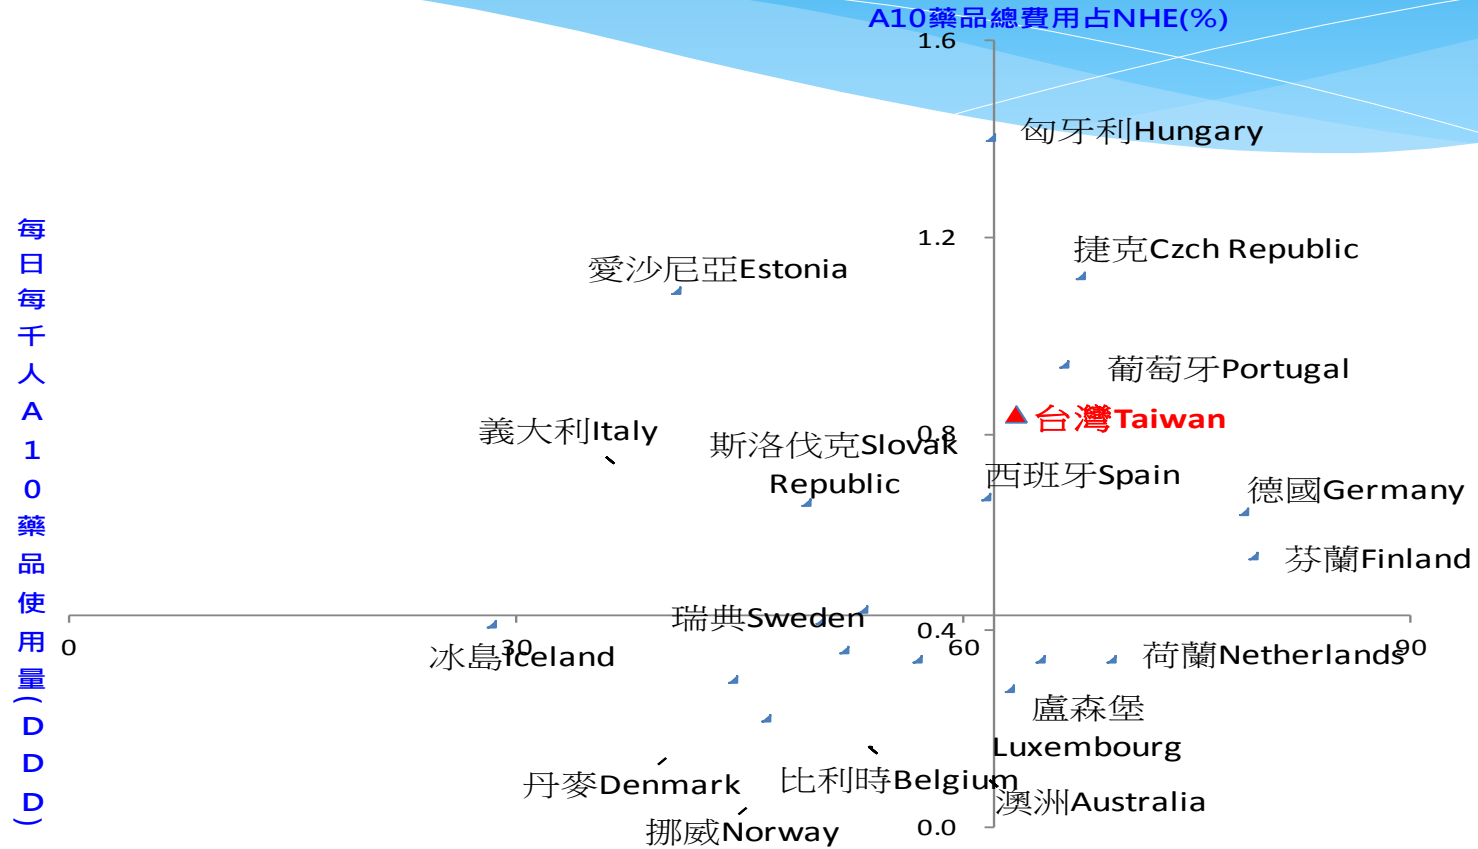 A10藥品總費用占NHE(%)
1.6
匈牙利Hungary
每日每千人A10藥品使用量(DDD)
1.2
捷克Czch Republic
愛沙尼亞Estonia
葡萄牙Portugal
台灣Taiwan
義大利Italy
0.8
斯洛伐克Slovak
Republic
西班牙Spain
德國Germany
芬蘭Finland
瑞典Sweden
0.4
0
30
60
90
冰島Iceland
荷蘭Netherlands
盧森堡
Luxembourg
丹麥Denmark
比利時Belgium
澳洲Australia
挪威Norway
0.0